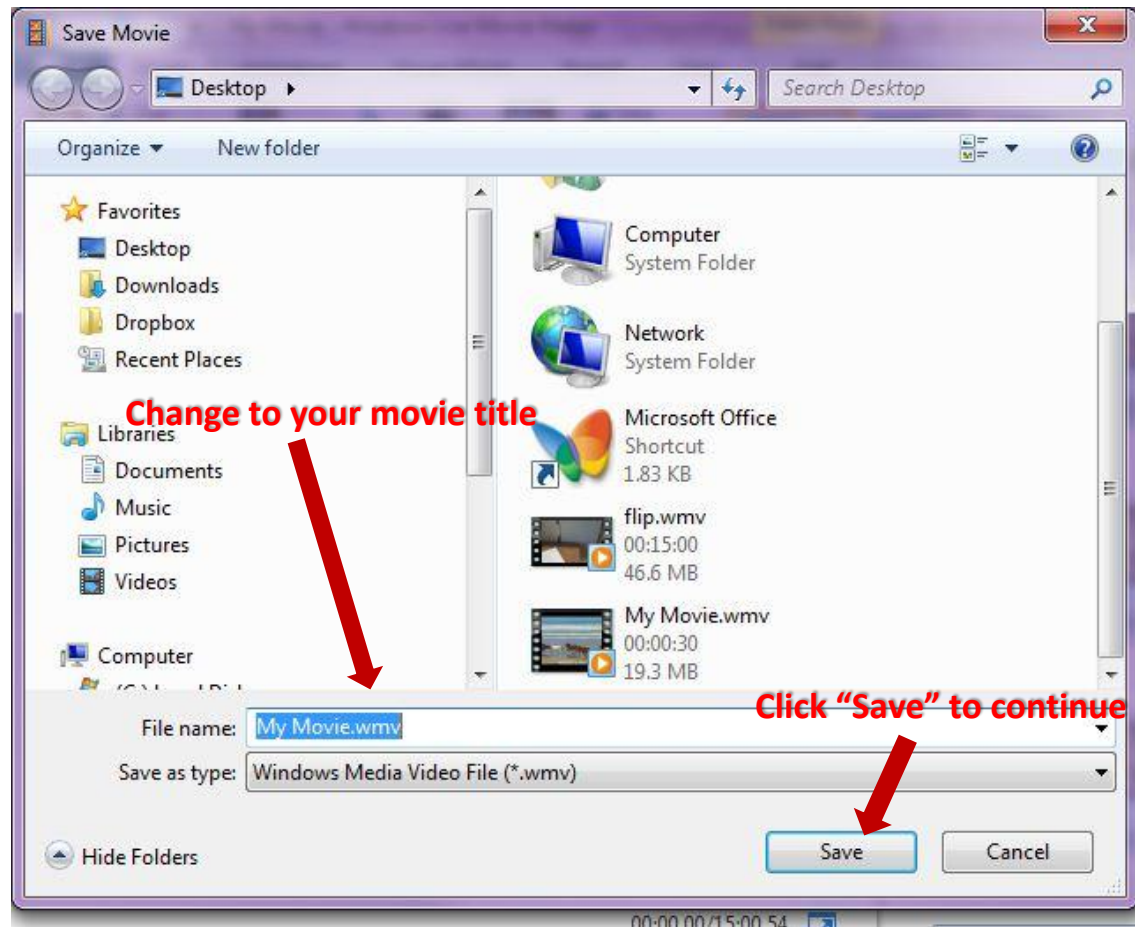 Save Movie
Desktop
Search Desktop
Organize
New folder
Favorites
Desktop
Downloads
Dropbox
Recent Places
Libraries
Documents
Music
Pictures
Videos
Computer
Computer
System Folder
Network
System Folder
Microsoft Office
Shortcut
1.83 KB
flip.wmv
00:15:00
46.6 MB
My Movie.wmv
00:00:30
19.3 MB
Change to your movie title
Click “Save” to continue
File name: My Movie.wmv
Save as type: Windows Media Video File (*.wmv)
Hide Folders
Save
Cancel
00:00.00/15:00.54